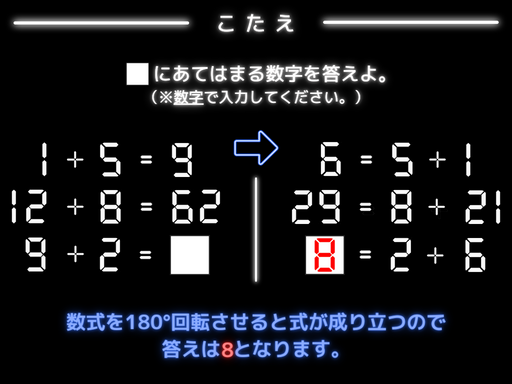 こたえ
□にあてはまる数字を答えよ。
（※数字で入力してください。）
1 + 5 = 9
12 + 8 = 62
9 + 2 = □
⇨
6 = 5 + 1
29 = 8 + 21
8 = 2 + 6
数式を180°回転させると式が成り立つので
答えは8となります。